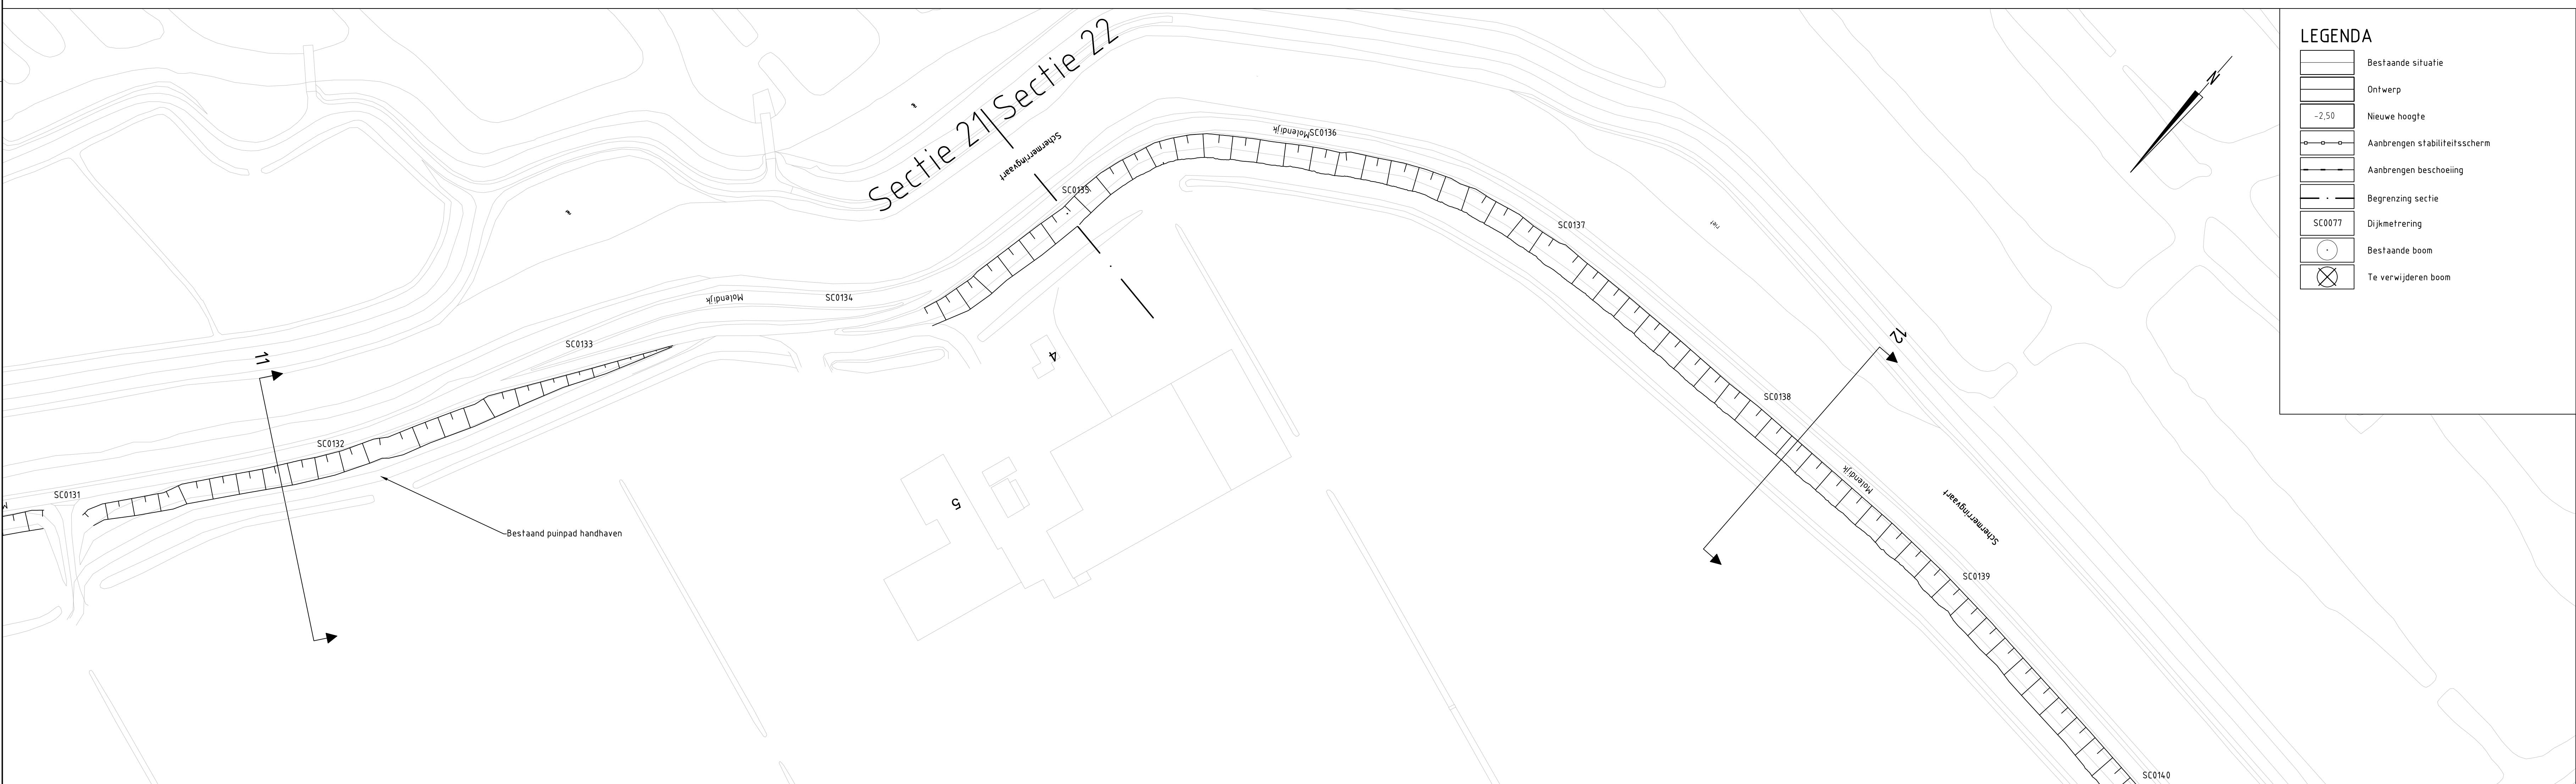 Sectie 21
Sectie 22
Schermerringvaart
SC0135
Molendijk
SC0136
SC0137
rief
Molendijk
SC0134
SC0133
11
SC0132
SC0131
M
Bestaand puinpad handhaven
4
5
12
SC0138
Molendijk
Schermerringvaart
SC0139
SC0140
N
LEGENDA
Bestaande situatie
Ontwerp
-2,50
Nieuwe hoogte
Aanbrengen stabiliteitsscherm
Aanbrengen beschoeiing
Begrenzing sectie
SC0077
Dijkmetrering
Bestaande boom
Te verwijderen boom